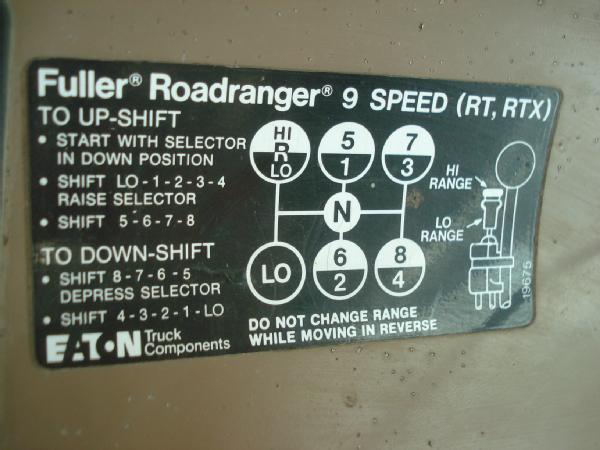 Fuller® Roadranger® 9 SPEED (RT, RTX)
TO UP-SHIFT
• START WITH SELECTOR
IN DOWN POSITION
• SHIFT LO-1-2-3-4
RAISE SELECTOR
• SHIFT 5-6-7-8
TO DOWN-SHIFT
• SHIFT 8-7-6-5
DEPRESS SELECTOR
• SHIFT 4-3-2-1-LO
EATON Truck
Components
HI
R
LO
5
1
7
3
N
LO
6
2
8
4
DO NOT CHANGE RANGE
WHILE MOVING IN REVERSE
HI
RANGE
LO
RANGE
19675